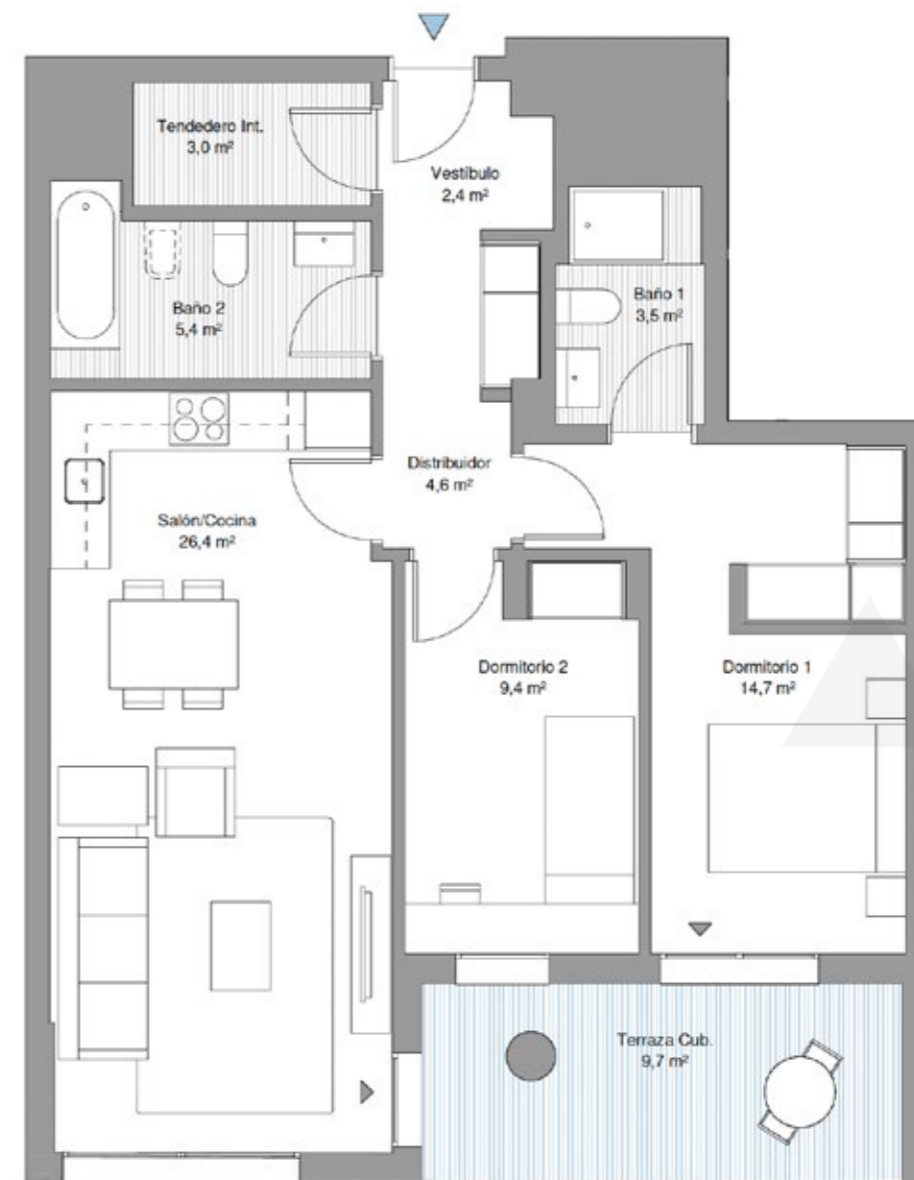 Tendedero Int.
3,0 m²
Vestíbulo
2,4 m²
Baño 2
5,4 m²
Baño 1
3,5 m²
Distribuidor
4,6 m²
Salón/Cocina
26,4 m²
Dormitorio 2
9,4 m²
Dormitorio 1
14,7 m²
Terraza Cub.
9,7 m²